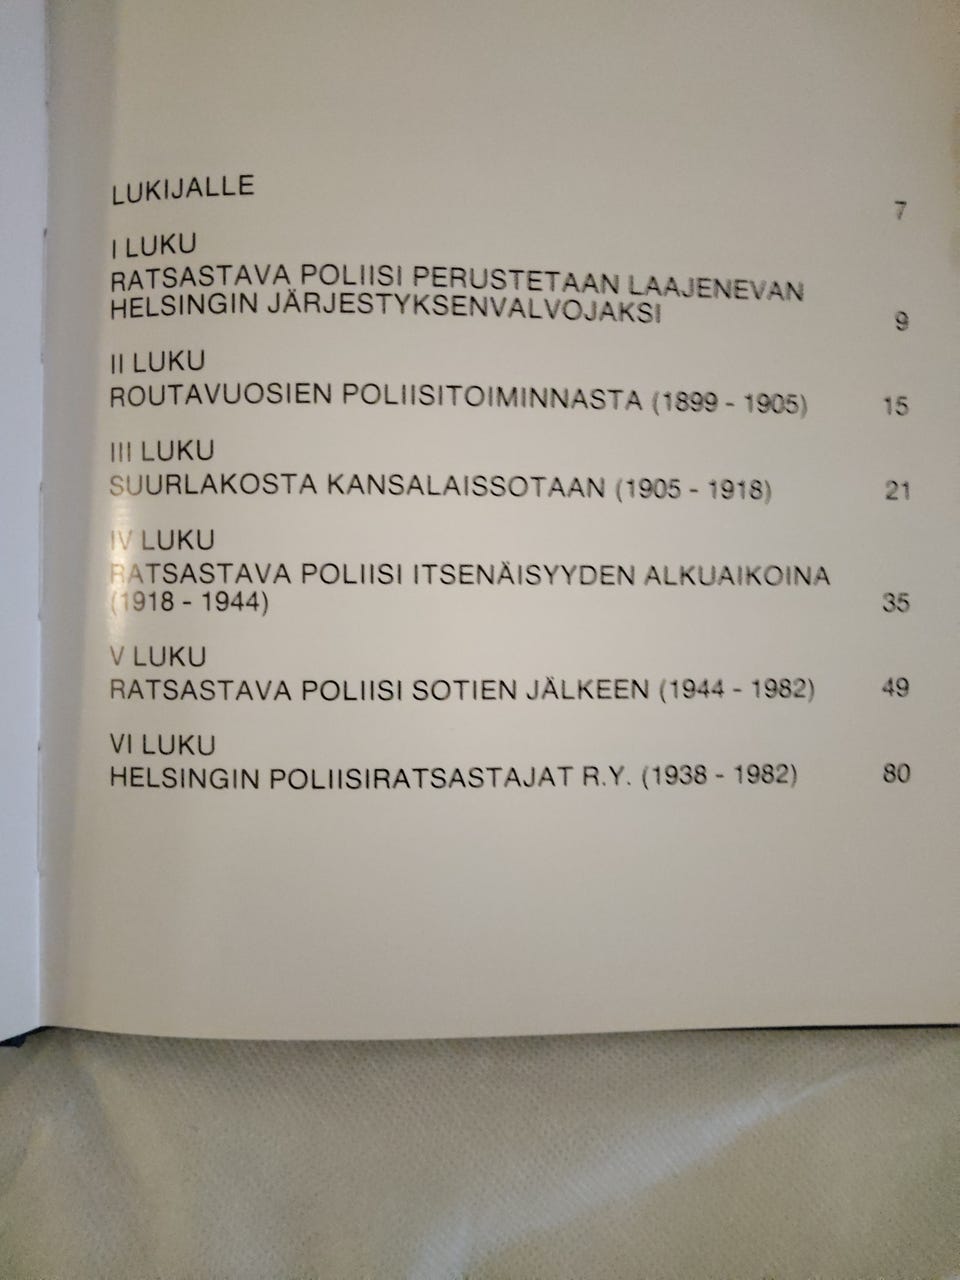 LUKIJALLE 7
I LUKU
RATSASTAVA POLIISI PERUSTETAAN LAAJENEVAN
HELSINGIN JÄRJESTYKSENVALVOJAKSI 9
II LUKU
ROUTAVUOSIEN POLIISITOIMINNASTA (1899 - 1905) 15
III LUKU
SUURLAKOSTA KANSALAISSOTAAN (1905 - 1918) 21
IV LUKU
RATSASTAVA POLIISI ITSENÄISYYDEN ALKUAIKOINA
(1918 - 1944) 35
V LUKU
RATSASTAVA POLIISI SOTIEN JÄLKEEN (1944 - 1982) 49
VI LUKU
HELSINGIN POLIISIRATSASTAJAT R.Y. (1938 - 1982) 80